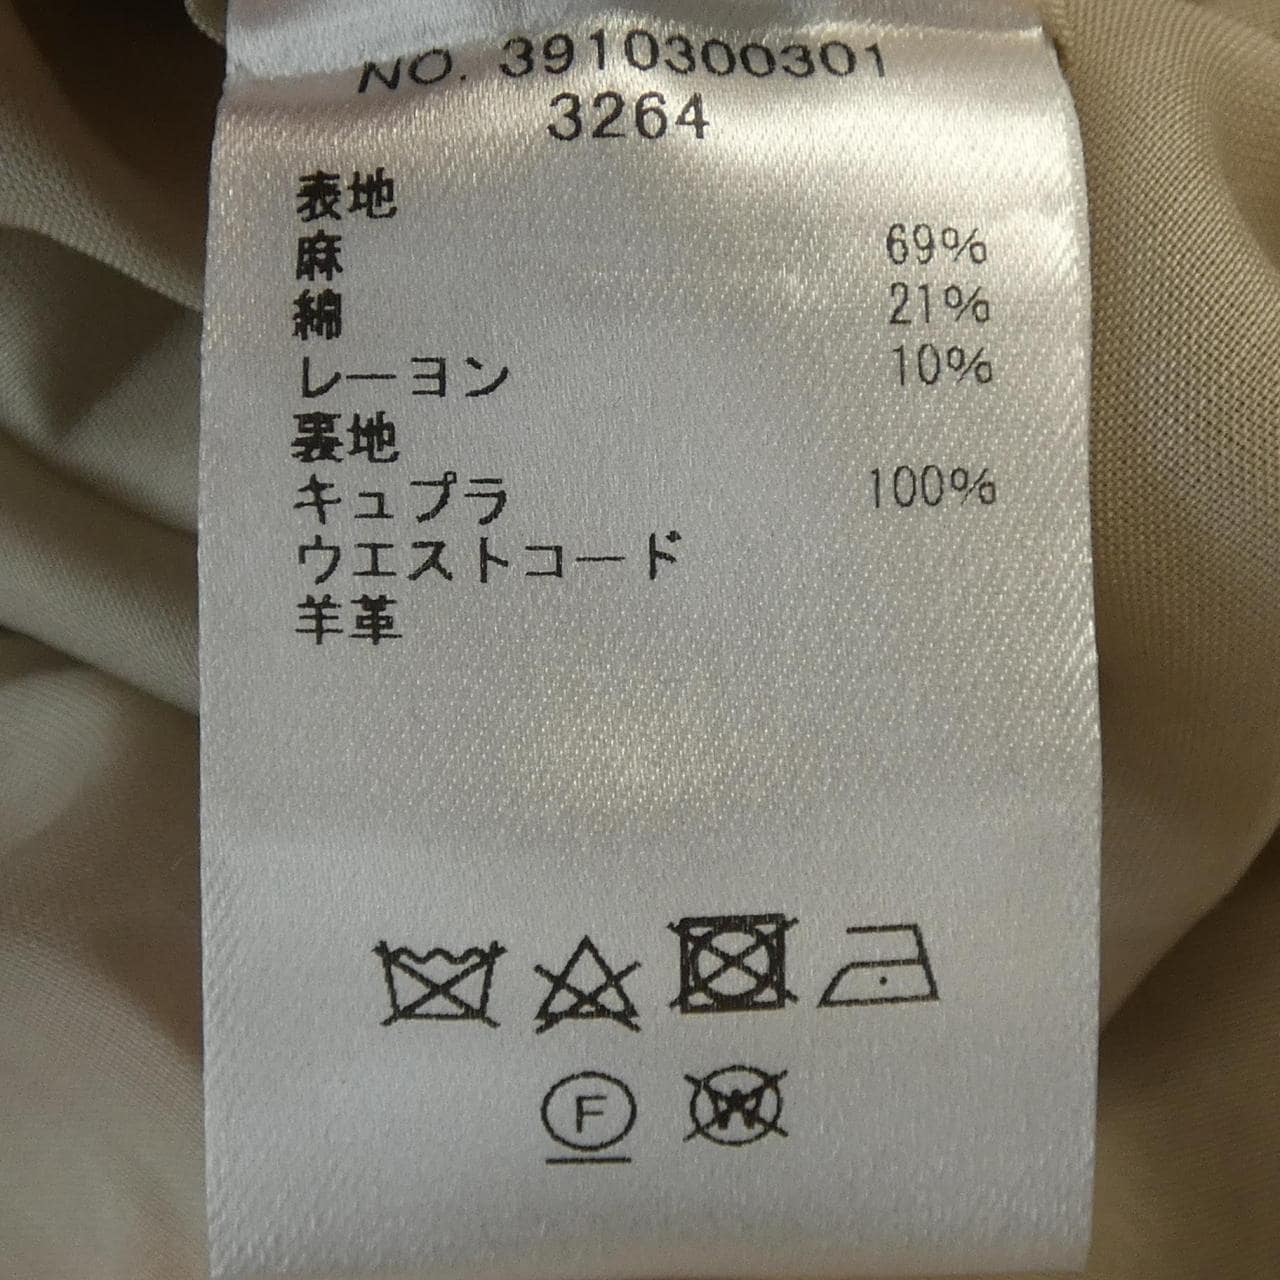 NO. 3910300301
3264
表地
麻 69%
綿 21%
レーヨン 10%
裏地
キュプラ 100%
ウエストコード
羊革
F
W